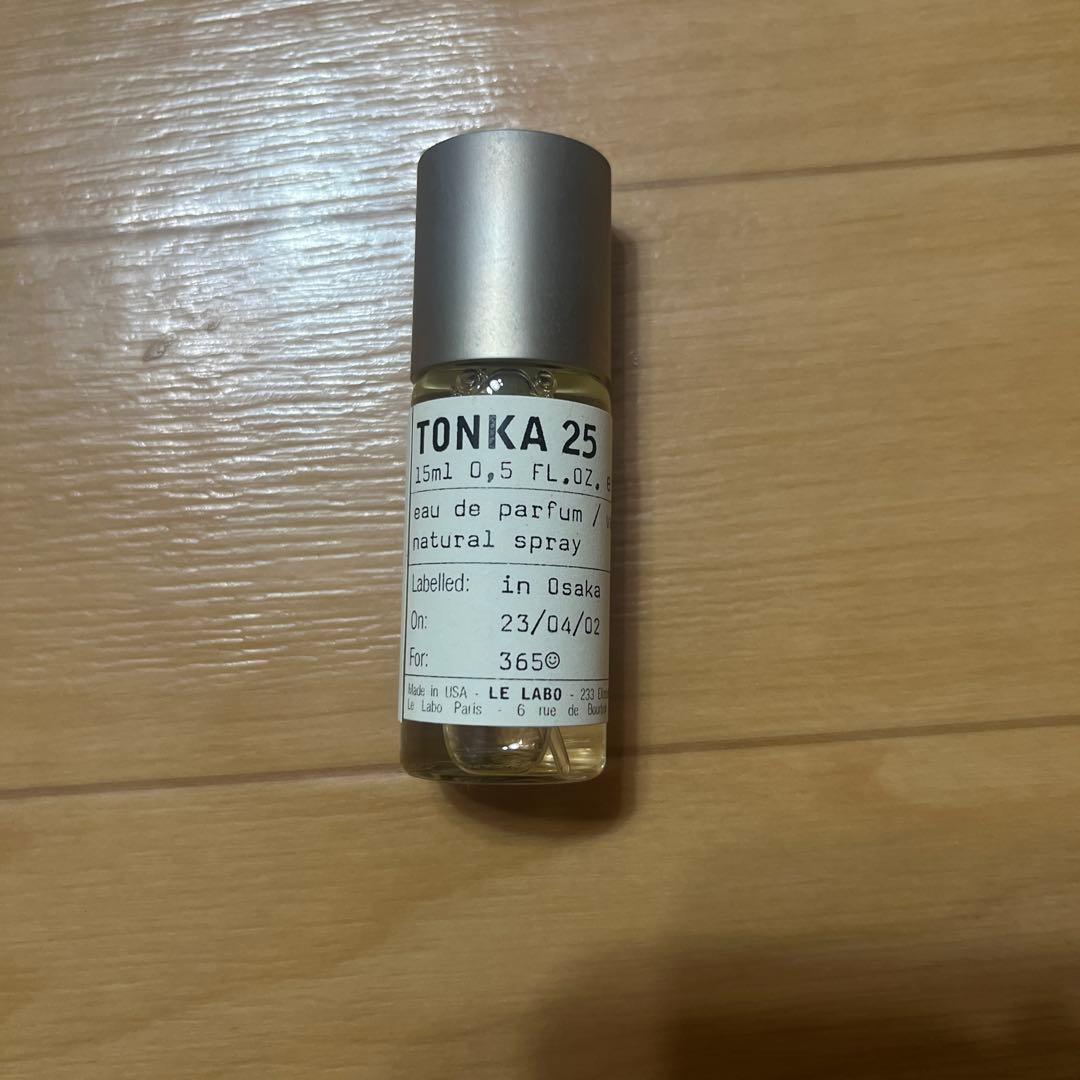 TONKA 25
15ml 0,5 FL.OZ. e
eau de parfum /
natural spray
Labelled: in Osaka
On: 23/04/02
For: 365☺
Made in USA - LE LABO - 233
Le Labo Paris - 6 rue de